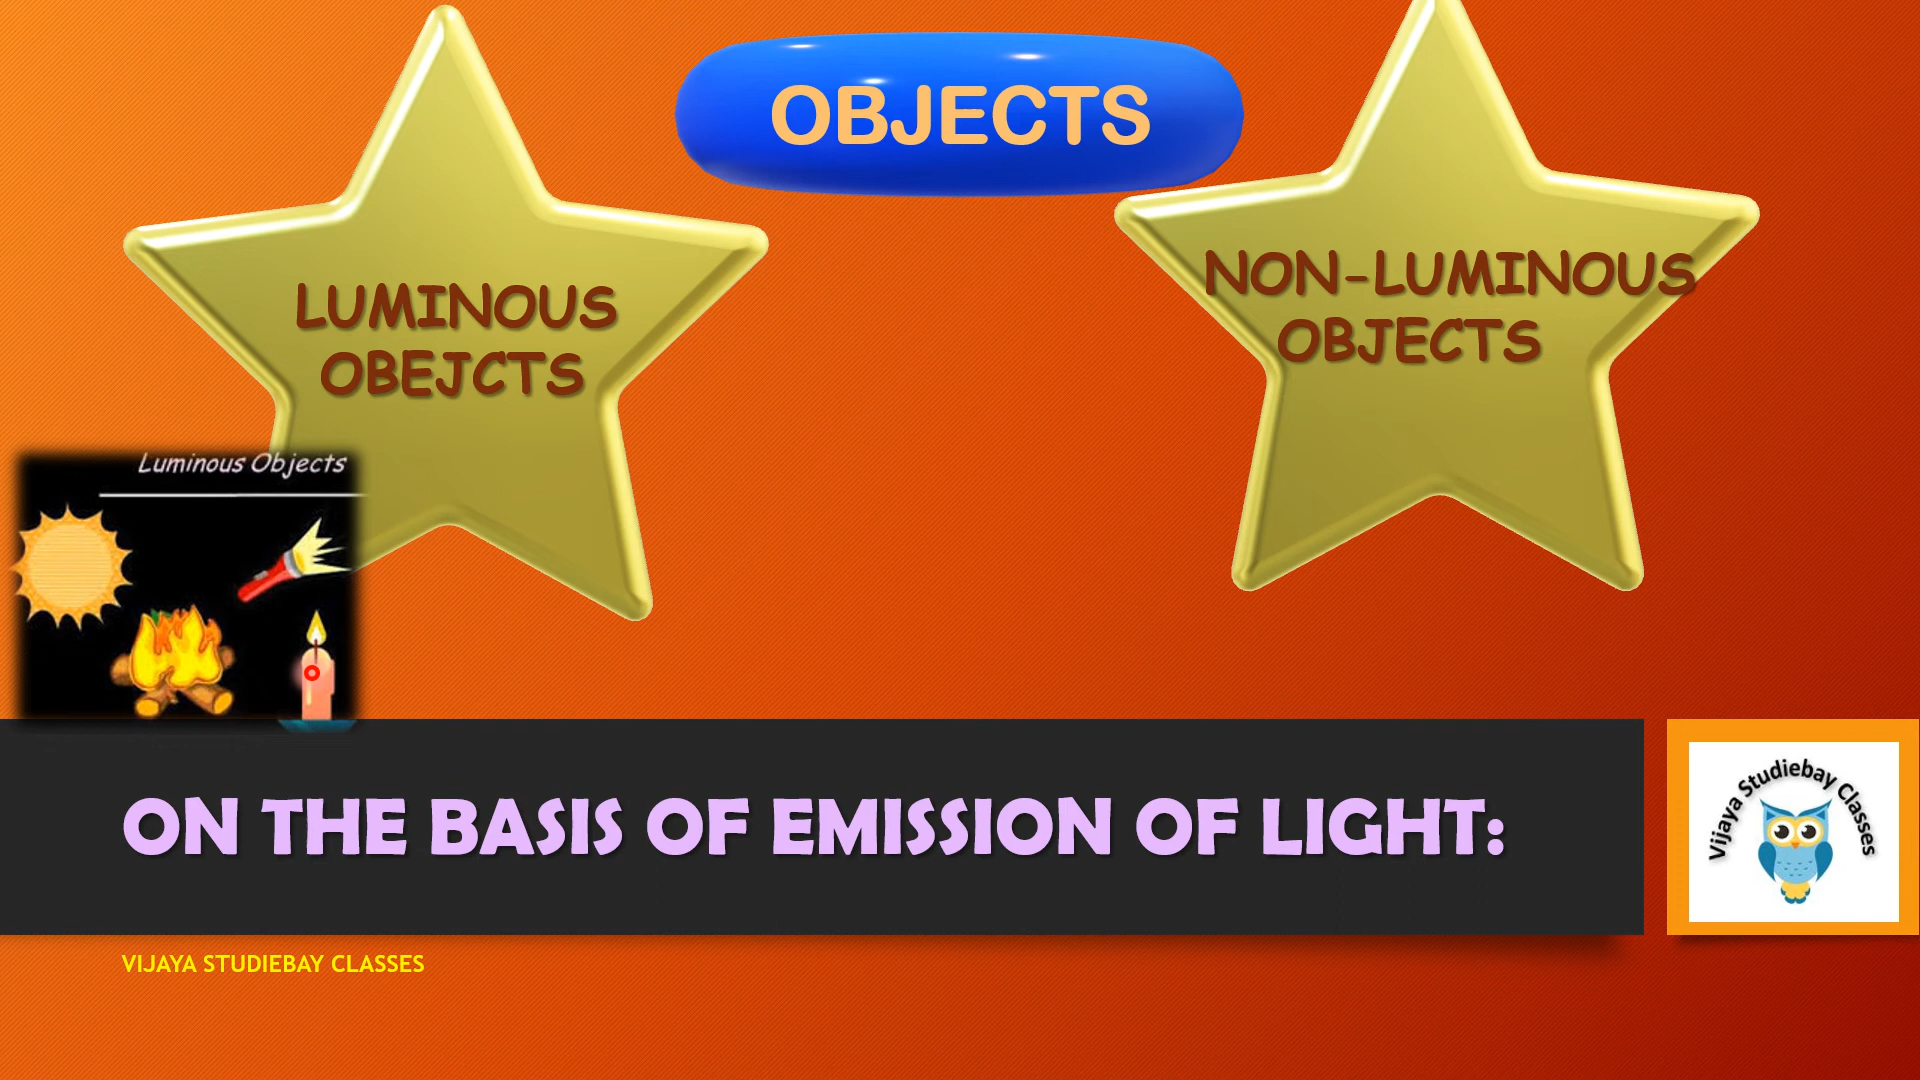 OBJECTS
LUMINOUS
OBEJCTS
NON-LUMINOUS
OBJECTS
Luminous Objects
ON THE BASIS OF EMISSION OF LIGHT:
Vijaya Studiebay Classes
VIJAYA STUDIEBAY CLASSES